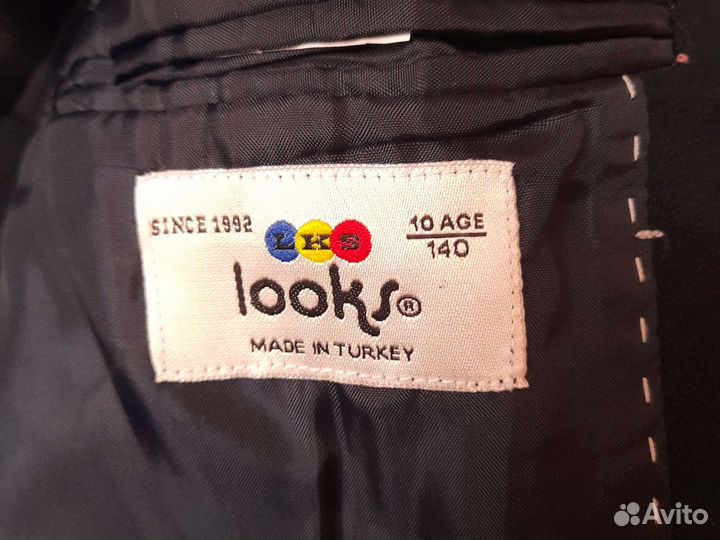 SINCE 1992
LKS
10 AGE
140
looks®
MADE IN TURKEY
Avito